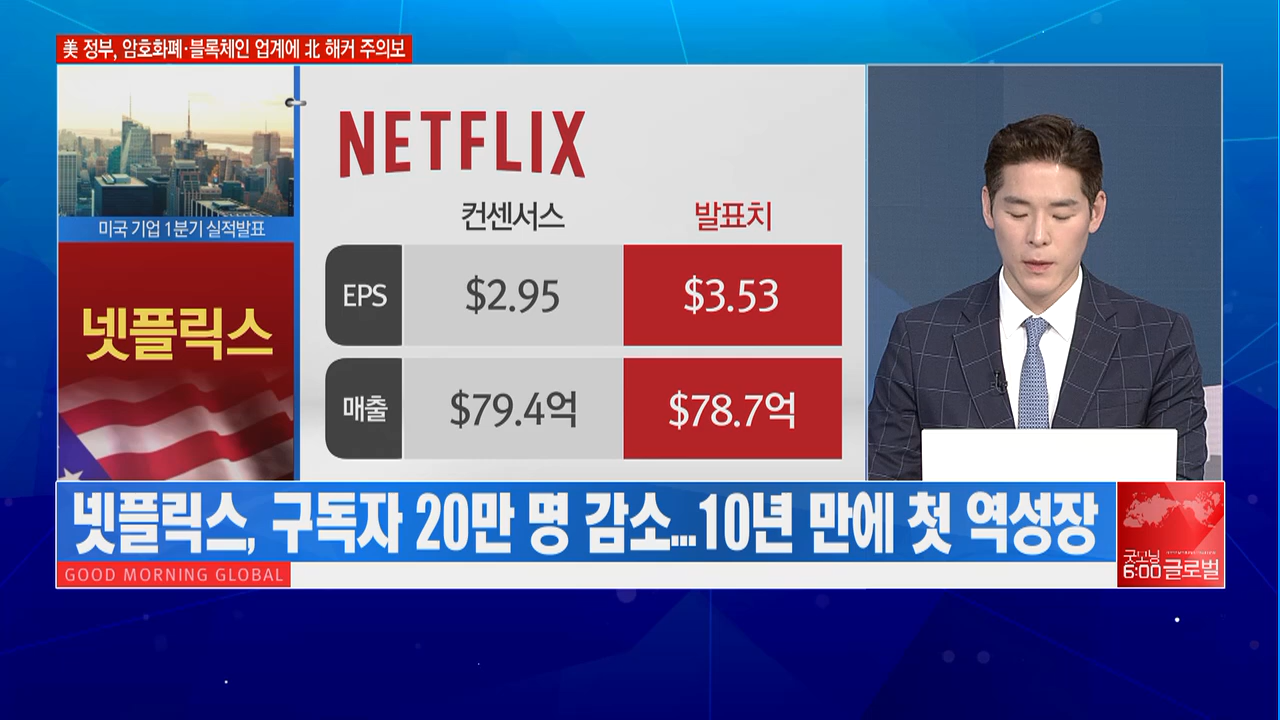 美 정부, 암호화폐·블록체인 업계에 北 해커 주의보
미국 기업 1분기 실적발표
넷플릭스
NETFLIX
컨센서스 발표치
EPS $2.95 $3.53
매출 $79.4억 $78.7억
넷플릭스, 구독자 20만 명 감소...10년 만에 첫 역성장
GOOD MORNING GLOBAL
굿모닝
6:00 글로벌